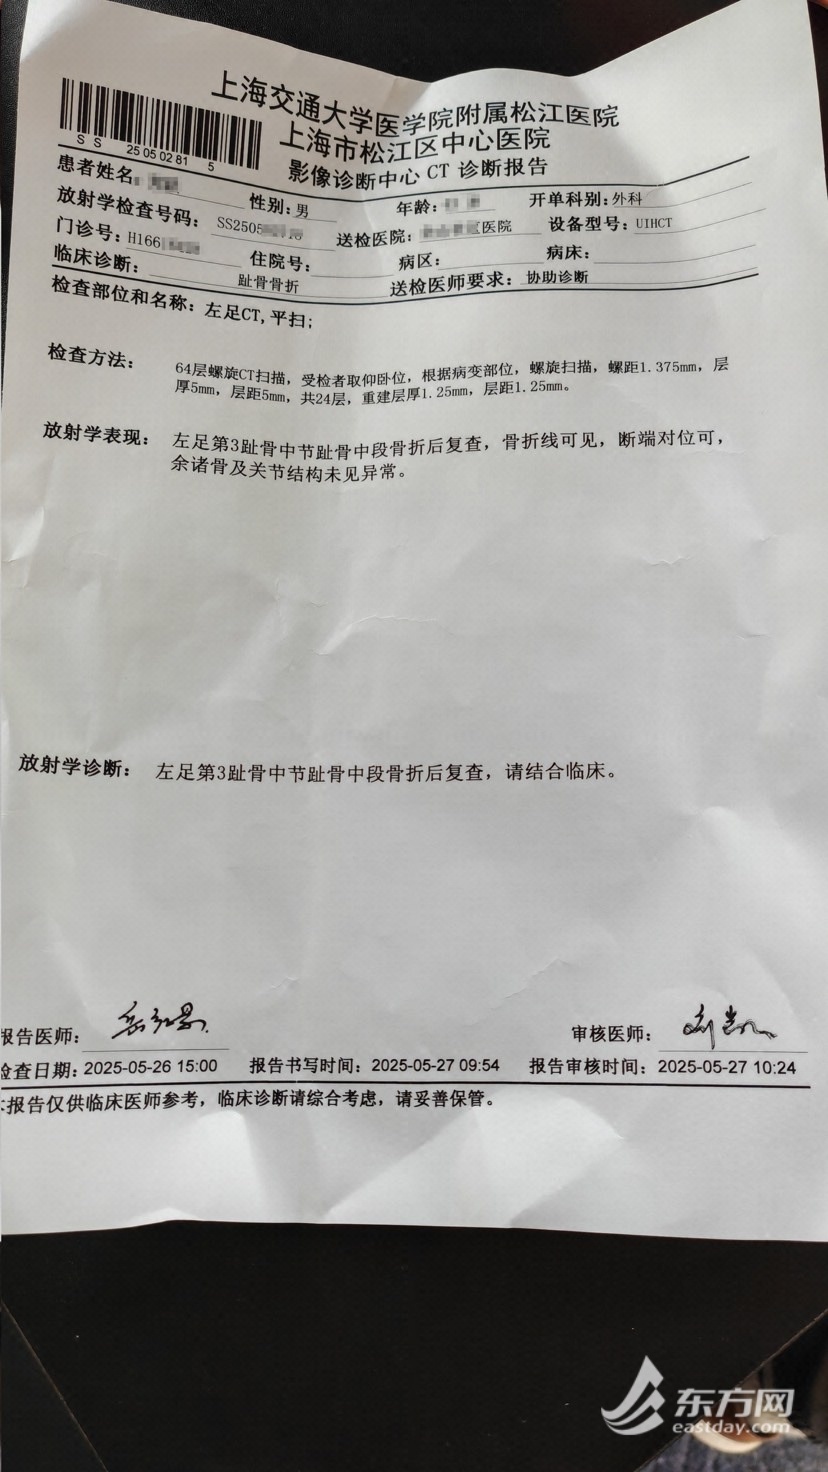 上海交通大学医学院附属松江医院
上海市松江区中心医院
影像诊断中心 CT 诊断报告
SS 25050281 5
患者姓名: 性别: 男 年龄: 开单科别: 外科
放射学检查号码: SS2505 送检医院: 医院 设备型号: UIHCT
门诊号: H166 住院号: 病区: 病床:
临床诊断: 趾骨骨折 送检医师要求: 协助诊断
检查部位和名称: 左足CT,平扫;
检查方法: 64层螺旋CT扫描, 受检者取仰卧位, 根据病变部位, 螺旋扫描, 螺距1.375mm, 层
厚5mm, 层距5mm, 共24层, 重建层厚1.25mm, 层距1.25mm。
放射学表现: 左足第3趾骨中节趾骨中段骨折后复查, 骨折线可见, 断端对位可,
余诸骨及关节结构未见异常。
放射学诊断: 左足第3趾骨中节趾骨中段骨折后复查, 请结合临床。
报告医师: 审核医师:
检查日期: 2025-05-26 15:00 报告书写时间: 2025-05-27 09:54 报告审核时间: 2025-05-27 10:24
本报告仅供临床医师参考, 临床诊断请综合考虑, 请妥善保管。
东方网
eastday.com